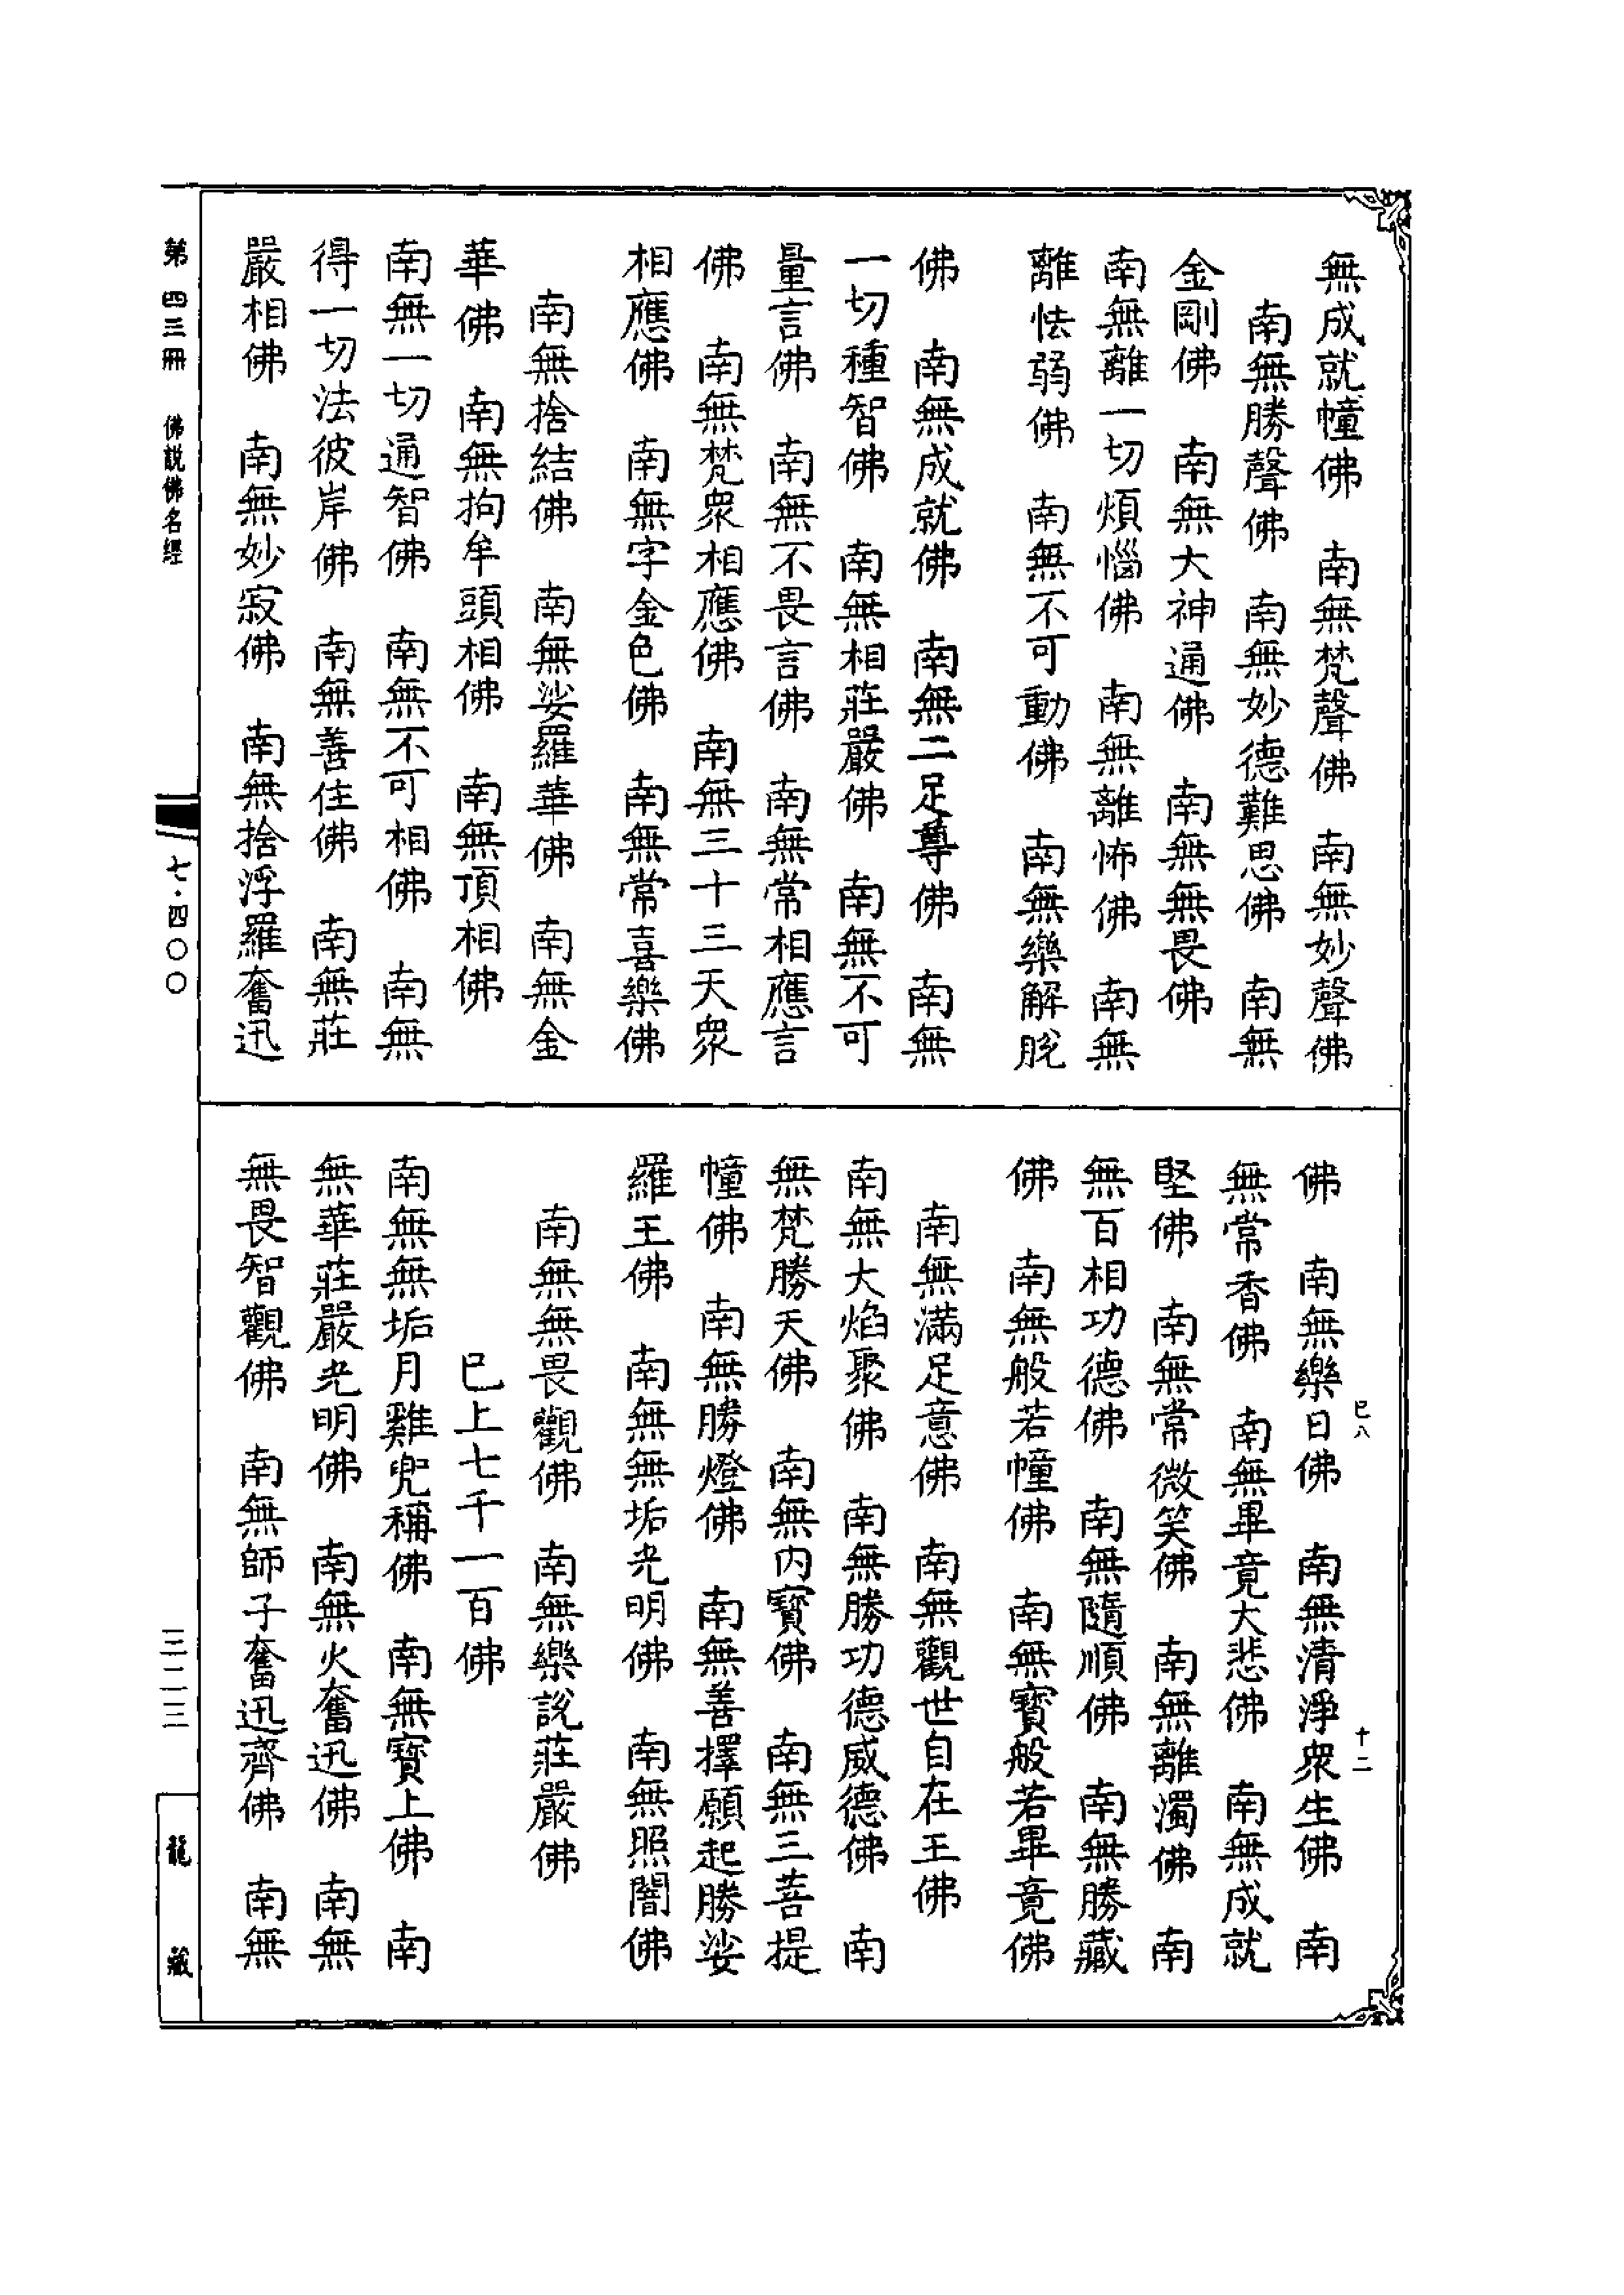 無成就幢佛　南無梵聲佛　南無妙聲佛
南無勝聲佛　南無妙德難思佛　南無
金剛佛　南無大神通佛　南無無畏佛
南無離一切煩惱佛　南無離怖佛　南無
離怯弱佛　南無不可動佛　南無樂解脫
佛　南無成就佛　南無二足尊佛　南無
一切種智佛　南無相莊嚴佛　南無不可
量言佛　南無不畏言佛　南無常相應言
佛　南無梵眾相應佛　南無三十三天眾
相應佛　南無字金色佛　南無常喜樂佛
南無捨結佛　南無娑羅華佛　南無金
華佛　南無拘牟頭相佛　南無頂相佛
南無一切通智佛　南無不可相佛　南無
得一切法彼岸佛　南無善住佛　南無莊
嚴相佛　南無妙寂佛　南無捨浮羅奮迅
佛　南無樂日佛　南無清淨眾生佛　南
無常香佛　南無畢竟大悲佛　南無成就
堅佛　南無常微笑佛　南無離濁佛　南
無百相功德佛　南無隨順佛　南無勝藏
佛　南無般若幢佛　南無寶般若畢竟佛
南無滿足意佛　南無觀世自在王佛
南無大焰聚佛　南無勝功德威德佛　南
無梵勝天佛　南無內寶佛　南無三菩提
幢佛　南無勝燈佛　南無善擇願起勝娑
羅王佛　南無無垢光明佛　南無照闇佛
南無無畏觀佛　南無樂說莊嚴佛
巳上七千一百佛
南無無垢月雞兜稱佛　南無寶上佛　南
無華莊嚴光明佛　南無火奮迅佛　南無
無畏智觀佛　南無師子奮迅齊佛　南無
巳八　十二
第四三冊　佛説佛名經
七·四〇〇
三二三
龍藏